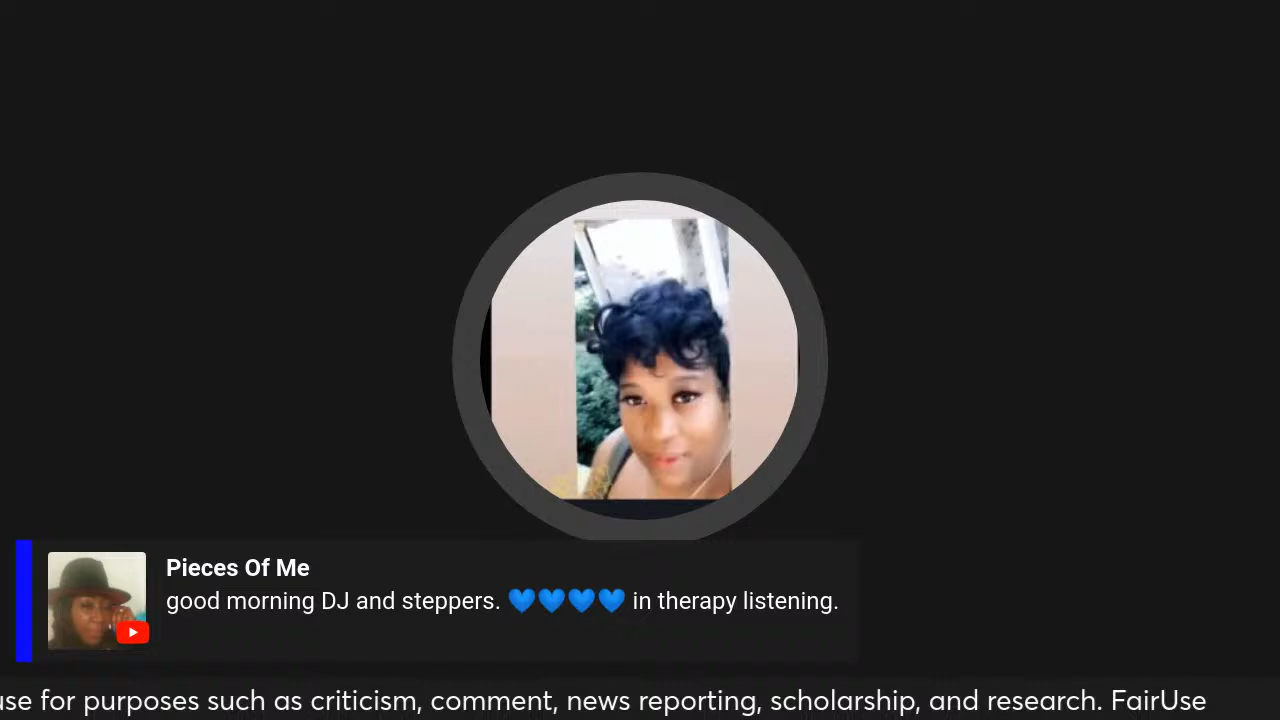 Pieces Of Me
good morning DJ and steppers. 💙💙💙💙 in therapy listening.
use for purposes such as criticism, comment, news reporting, scholarship, and research. FairUse